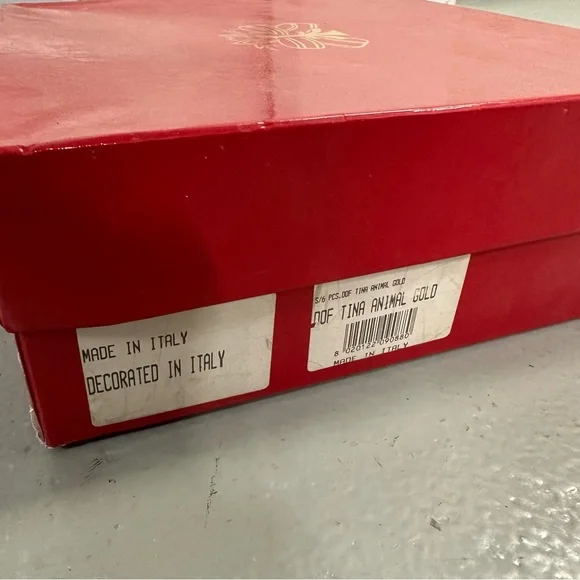 MADE IN ITALY
DECORATED IN ITALY
S/6 PCS.DOF TINA ANIMAL GOLD
DOF TINA ANIMAL GOLD
8 020122 090880
MADE IN ITALY